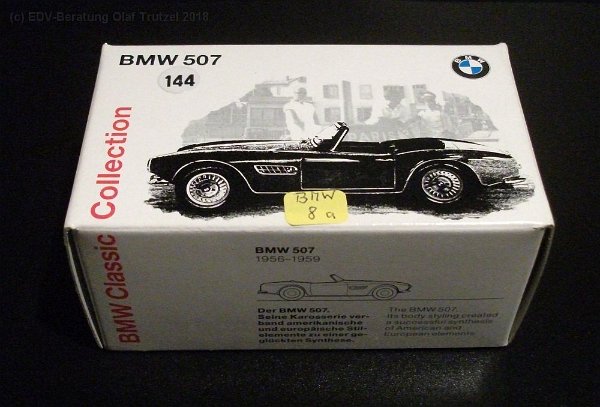 (c) EDV-Beratung Olaf Trutzel 2018
BMW 507
144
BMW
BMW Classic Collection
PARIS
BMW
8 a
BMW 507
1956-1959
Der BMW 507.
Seine Karosserie ver-
band amerikanische
und europäische Stil-
elemente zu einer ge-
glückten Synthese.
The BMW 507.
Its body styling created
a successful synthesis
of American and
European elements.